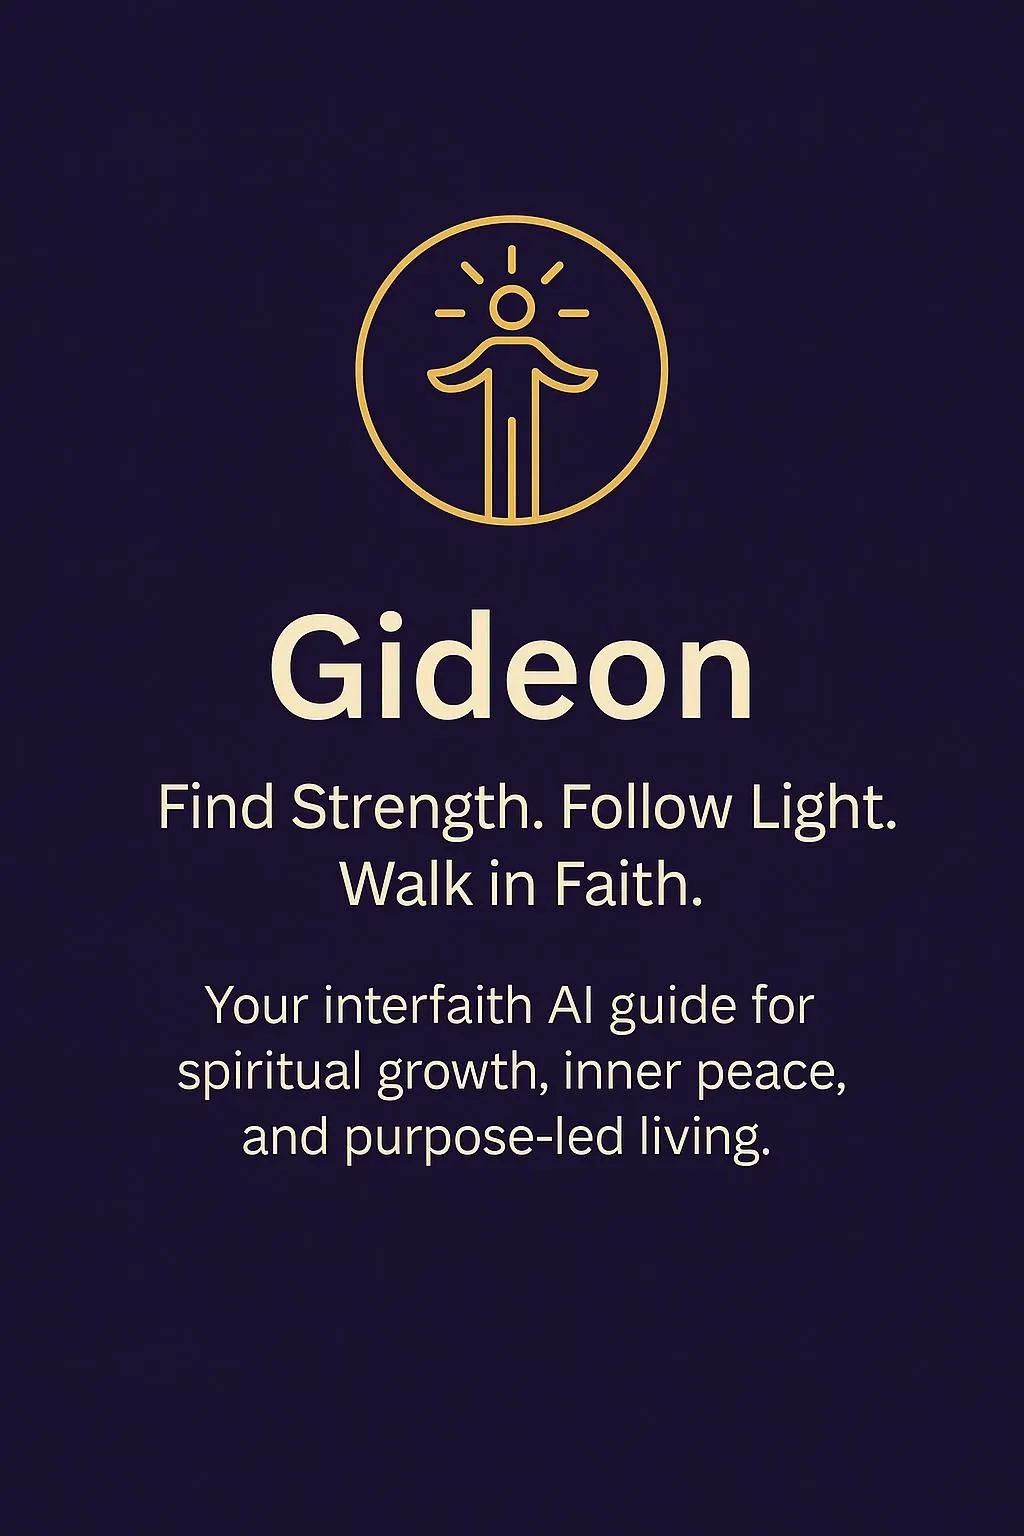 Gideon
Find Strength. Follow Light.
Walk in Faith.
Your interfaith AI guide for
spiritual growth, inner peace,
and purpose-led living.